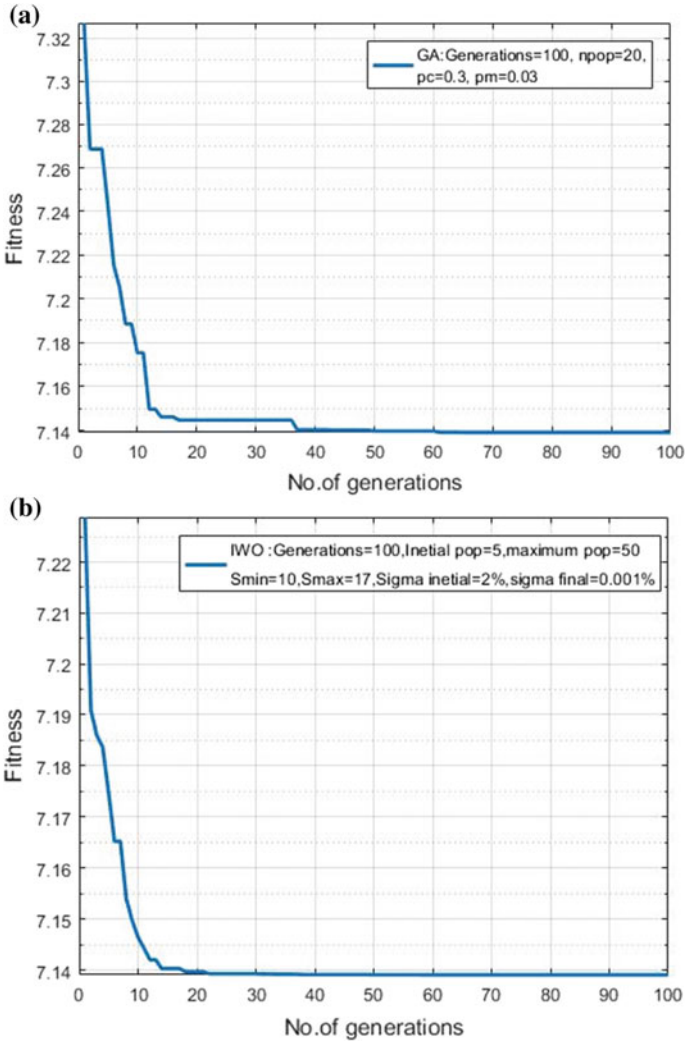 (a)
7.32
7.3
7.28
7.26
7.24
7.22
7.2
7.18
7.16
7.14
Fitness
GA:Generations=100, npop=20,
pc=0.3, pm=0.03
0 10 20 30 40 50 60 70 80 90 100
No.of generations
(b)
7.22
7.21
7.2
7.19
7.18
7.17
7.16
7.15
7.14
Fitness
IWO :Generations=100,Inetial pop=5,maximum pop=50
Smin=10,Smax=17,Sigma inetial=2%,sigma final=0.001%
0 10 20 30 40 50 60 70 80 90 100
No.of generations